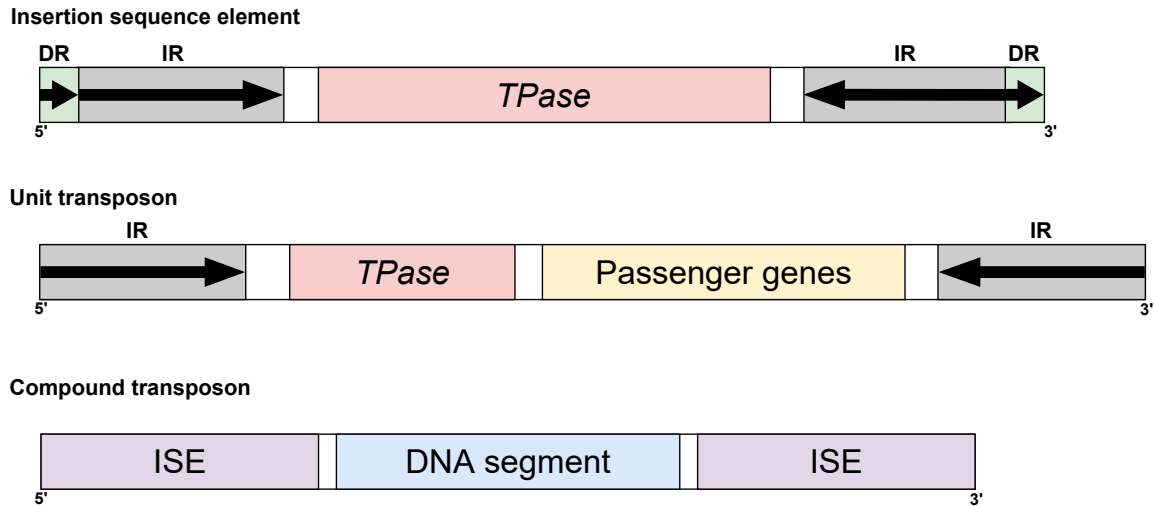 Insertion sequence element
DR IR IR DR
TPase
5' 3'
Unit transposon
IR IR
TPase Passenger genes
5' 3'
Compound transposon
ISE DNA segment ISE
5' 3'